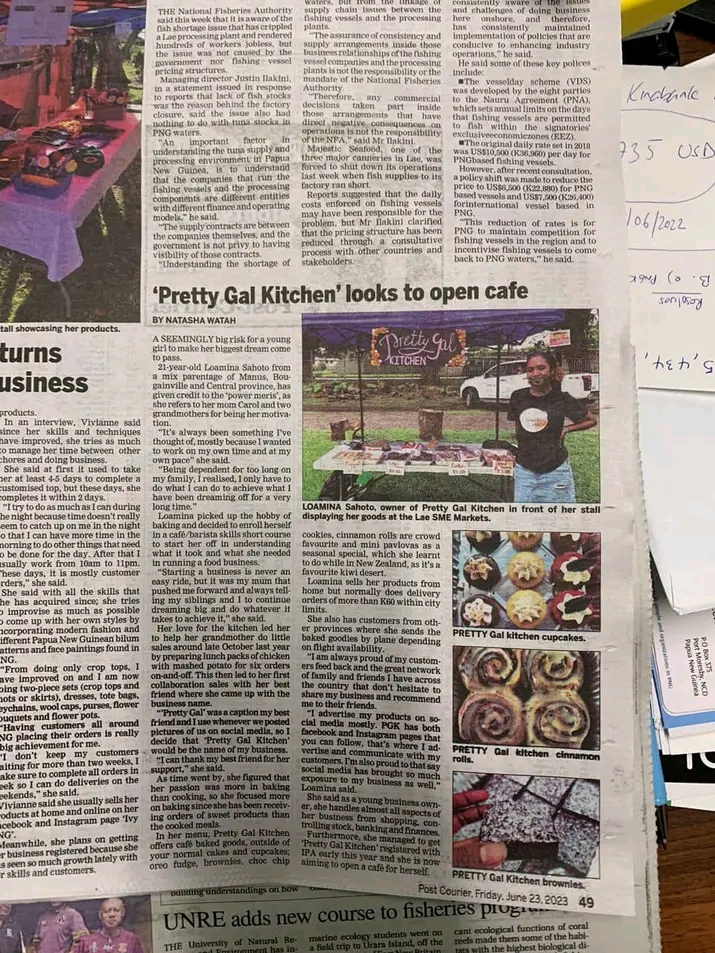 THE National Fisheries Authority
said this week that it is aware of the
fish shortage issue that has crippled
a Lae processing plant and rendered
hundreds of workers jobless, but
the issue was not caused by the
government nor fishing vessel
pricing structures.
Managing director Justin Ilakini,
in a statement issued in response
to reports that lack of fish stocks
was the reason behind the factory
closure, said the issue also had
nothing to do with tuna stocks in
PNG waters.
"An important factor in
understanding the tuna supply and
processing environment in Papua
New Guinea, is to understand
that the companies that run the
fishing vessels and the processing
components are different entities
with different finance and operating
models," he said.
"The supply contracts are between
the companies themselves, and the
government is not privy to having
visibility of those contracts.
"Understanding the shortage of
waters, but from the linkage of
supply chain between the
fishing vessels and the processing
plants.
"The assurance of consistency and
supply arrangements inside those
business relationships of the fishing
vessel companies and the processing
plants is not the responsibility or the
mandate of the National Fisheries
Authority.
"Therefore, any commercial
decisions taken part inside
those arrangements that have
direct negative consequences on
operations is not the responsibility
of the NFA," said Mr Ilakini.
Majestic Seafood, one of the
three major canneries in Lae, was
forced to shut down its operations
last week when fish supplies to its
factory ran short.
Reports suggested that the daily
costs enforced on fishing vessels
may have been responsible for the
problem, but Mr Ilakini clarified
that the pricing structure has been
reduced through a consultative
process with other countries and
stakeholders.
consistently aware of the issues
and challenges of doing business
here onshore, and therefore,
has consistently maintained
implementation of policies that are
conducive to enhancing industry
operations," he said.
He said some of these key polices
include:
■The vesselday scheme (VDS)
was developed by the eight parties
to the Nauru Agreement (PNA),
which sets annual limits on the days
that fishing vessels are permitted
to fish within the signatories'
exclusiveeconomiczones (EEZ).
■The original daily rate set in 2018
was US$10,500 (K36,960) per day for
PNGbased fishing vessels.
However, after recent consultation,
a policy shift was made to reduce the
price to US$6,500 (K22,880) for PNG
based vessels and US$7,500 (K26,400)
forinternational vessel based in
PNG.
"This reduction of rates is for
PNG to maintain competition for
fishing vessels in the region and to
incentivise fishing vessels to come
back to PNG waters," he said.
tall showcasing her products.
turns
usiness
products.
In an interview, Vivianne said
since her skills and techniques
have improved, she tries as much
to manage her time between other
chores and doing business.
She said at first it used to take
her at least 4-5 days to complete a
customised top, but these days, she
completes it within 2 days.
"I try to do as much as I can during
the night because time doesn't really
seem to catch up on me in the night
so that I can have more time in the
morning to do other things that need
to be done for the day. After that I
usually work from 10am to 11pm.
These days, it is mostly customer
orders," she said.
She said with all the skills that
she has acquired since; she tries
to improvise as much as possible
to come up with her own styles by
incorporating modern fashion and
different Papua New Guinean bilum
patterns and face paintings found in
NG.
"From doing only crop tops, I
ave improved and I am now
oing two-piece sets (crop tops and
hots or skirts), dresses, tote bags,
eychains, wool caps, purses, flower
ouquets and flower pots.
"Having customers all around
NG placing their orders is really
big achievement for me.
"I don't keep my customers
aiting for more than two weeks, I
ake sure to complete all orders in
eek so I can do deliveries on the
eekends," she said.
Vivianne said she usually sells her
oducts at home and online on her
acebook and Instagram page 'Ivy
NG'.
Meanwhile, she plans on getting
er business registered because she
s seen so much growth lately with
r skills and customers.
'Pretty Gal Kitchen' looks to open cafe
BY NATASHA WATAH
A SEEMINGLY big risk for a young
girl to make her biggest dream come
to pass.
21-year-old Loamina Sahoto from
a mix parentage of Manus, Bou-
gainville and Central province, has
given credit to the 'power meris', as
she refers to her mom Carol and two
grandmothers for being her motiva-
tion.
"It's always been something I've
thought of, mostly because I wanted
to work on my own time and at my
own pace" she said.
"Being dependent for too long on
my family, I realised, I only have to
do what I can do to achieve what I
have been dreaming off for a very
long time."
Loamina picked up the hobby of
baking and decided to enroll herself
in a café/barista skills short course
to start her off in understanding
what it took and what she needed
in running a food business.
"Starting a business is never an
easy ride, but it was my mum that
pushed me forward and always tell-
ing my siblings and I to continue
dreaming big and do whatever it
takes to achieve it," she said.
Her love for the kitchen led her
to help her grandmother do little
sales around late October last year
by preparing lunch packs of chicken
with mashed potato for six orders
on-and-off. This then led to her first
collaboration sales with her best
friend where she came up with the
business name.
"'Pretty Gal' was a caption my best
friend and I use whenever we posted
pictures of us on social media, so I
decide that 'Pretty Gal Kitchen'
would be the name of my business.
"I can thank my best friend for her
support," she said.
As time went by, she figured that
her passion was more in baking
than cooking, so she focused more
on baking since she has been receiv-
ing orders of sweet products than
the cooked meals.
In her menu, Pretty Gal Kitchen
offers café baked goods, outside of
your normal cakes and cupcakes;
oreo fudge, brownies, choc chip
Pretty Gal
KITCHEN
LOAMINA Sahoto, owner of Pretty Gal Kitchen in front of her stall
displaying her goods at the Lae SME Markets.
cookies, cinnamon rolls are crowd
favourite and mini pavlovas as a
seasonal special, which she learnt
to do while in New Zealand, as it's a
favourite kiwi desert.
Loamina sells her products from
home but normally does delivery
orders of more than K60 within city
limits.
She also has customers from oth-
er provinces where she sends the
baked goodies by plane depending
on flight availability.
"I am always proud of my custom-
ers feed back and the great network
of family and friends I have across
the country that don't hesitate to
share my business and recommend
me to their friends.
"I advertise my products on so-
cial media mostly. PGK has both
facebook and Instagram pages that
you can follow, that's where I ad-
vertise and communicate with my
customers. I'm also proud to that say
social media has brought so much
exposure to my business as well."
Loamina said.
She said as a young business own-
er, she handles almost all aspects of
her business from shopping, con-
trolling stock, banking and finances.
Furthermore, she managed to get
'Pretty Gal Kitchen' registered with
IPA early this year and she is now
aiming to open a café for herself.
PRETTY Gal kitchen cupcakes.
PRETTY Gal kitchen cinnamon
rolls.
PRETTY Gal Kitchen brownies.
Post Courier, Friday, June 23, 2023 49
building understandings on how
UNRE adds new course to fisheries
THE University of Natural Re-
marine ecology students went on
a field trip to Urara Island, off the
cant ecological functions of coral
reefs made them some of the habi-
tats with the highest biological di-
735 USD
/06/2022
5,434,
P O Box 375
Port Moresby, NCD
Papua New Guinea